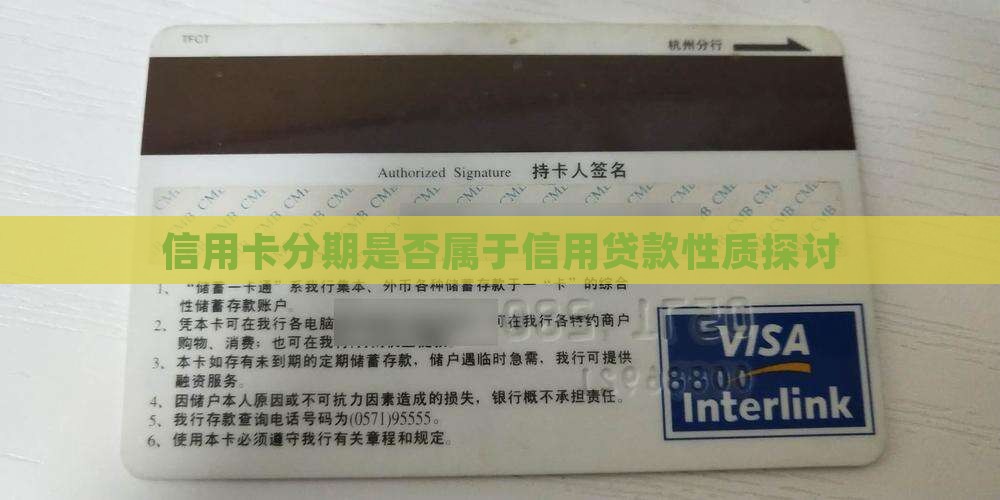 TFCT
杭州分行
Authorized Signature 持卡人签名
信用卡分期是否属于信用贷款性质探讨
1、“储蓄一卡通”系我行集本、外币各种储蓄存款于一“卡”的综合
性储蓄存款账户
2、凭本卡可在我行各电脑 可在我行各特约商户
购物、消费；也可在我
3、本卡如存有未到期的定期储蓄存款，储户遇临时急需，我行可提供
融资服务。
4、因储户本人原因或不可抗力因素造成的损失，银行概不承担责任。
5、我行存款查询电话号码为(0571)95555。
6、使用本卡必须遵守我行有关章程和规定。
VISA
Interlink